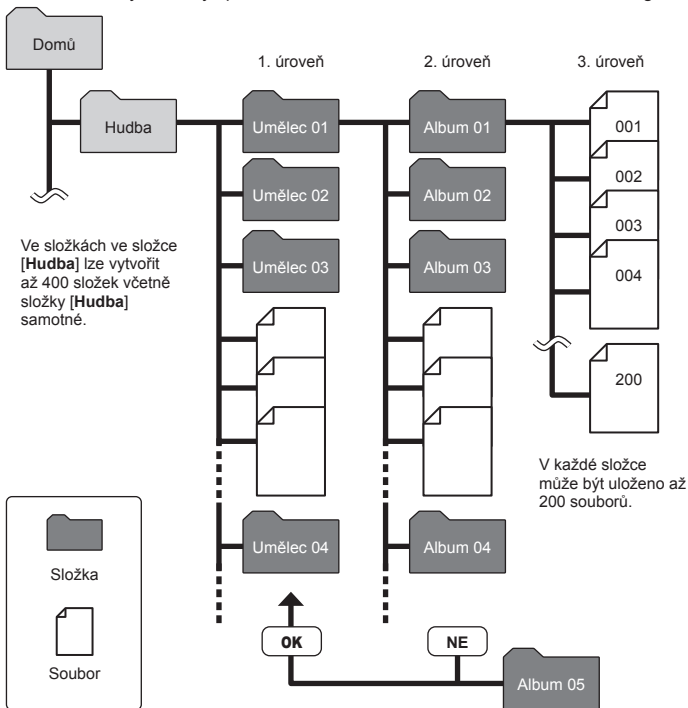 Domů
1. úroveň
2. úroveň
3. úroveň
Hudba
Umělec 01
Album 01
001
Umělec 02
Album 02
002
003
Umělec 03
Album 03
004
Ve složkách ve složce
[Hudba] lze vytvořit
až 400 složek včetně
složky [Hudba]
samotné.
200
V každé složce
může být uloženo až
200 souborů.
Umělec 04
Album 04
Složka
Soubor
OK
NE
Album 05